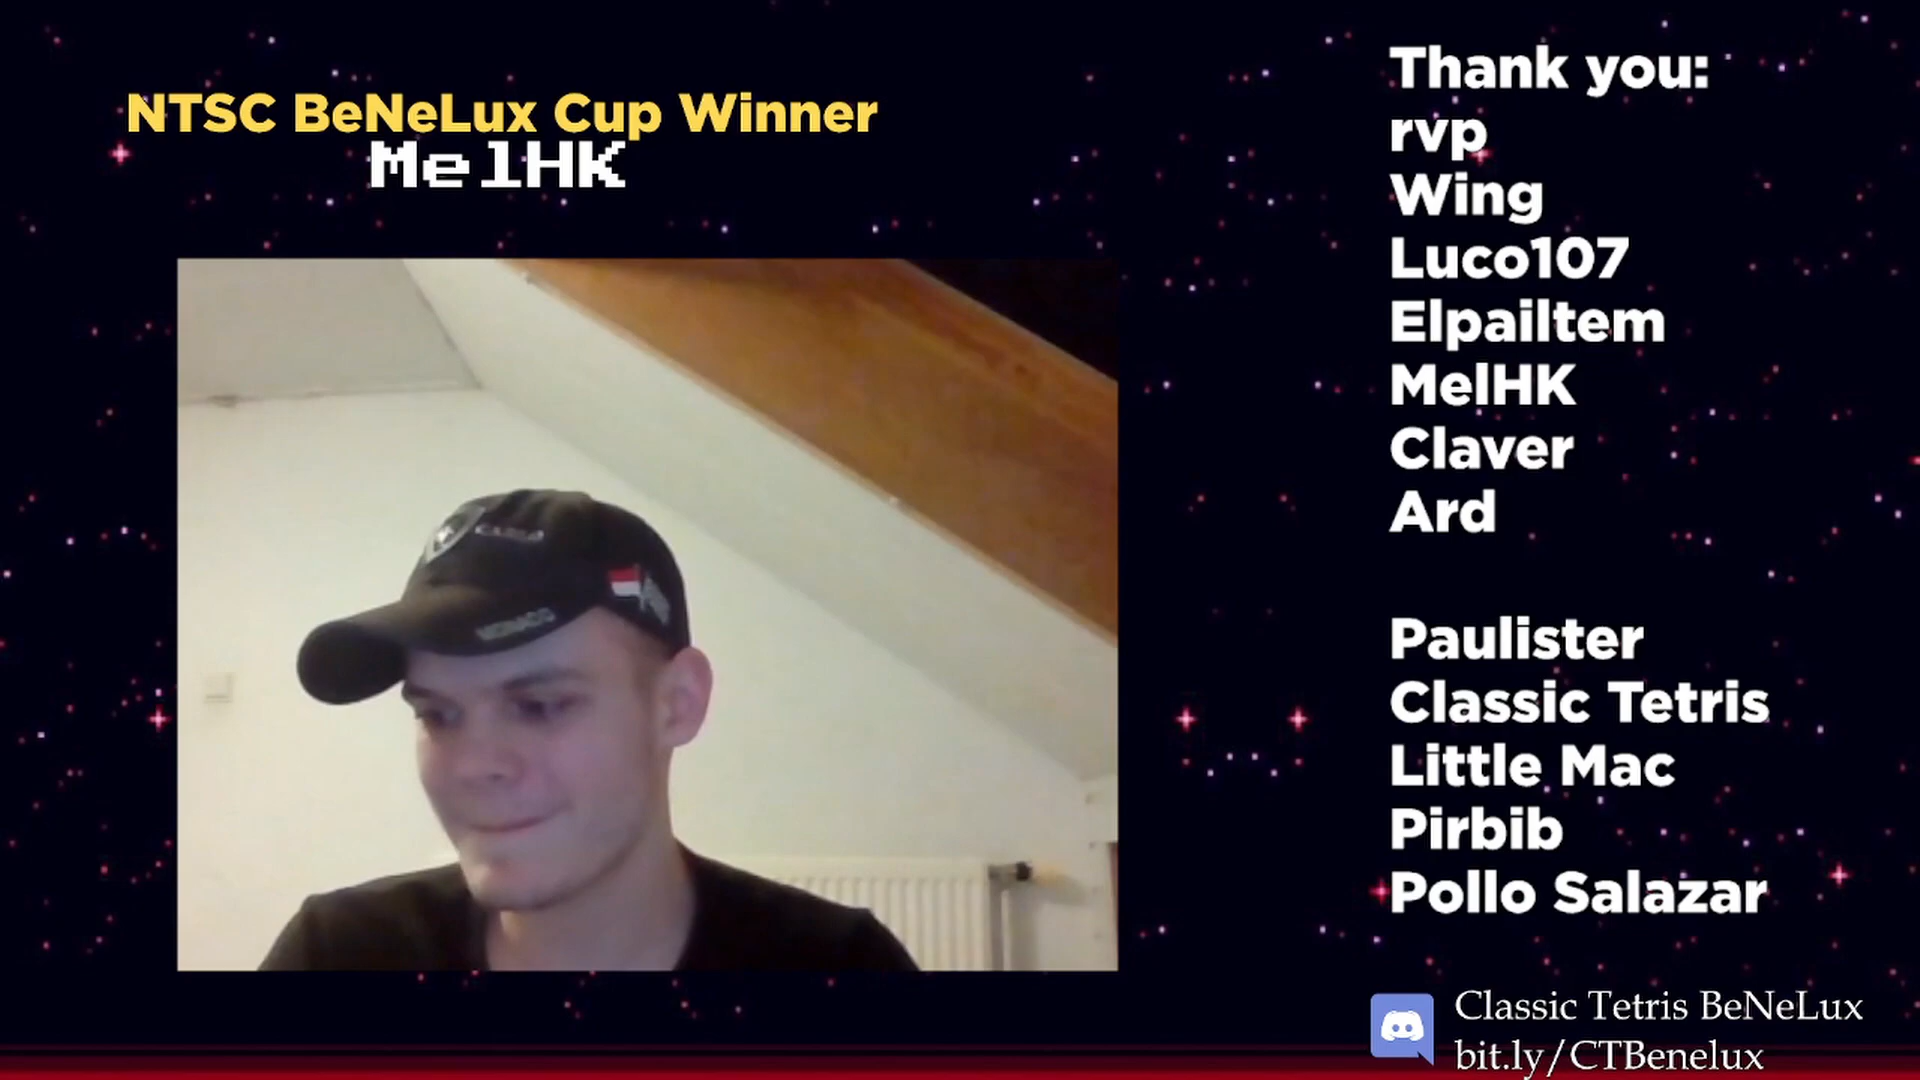 NTSC BeNeLux Cup Winner
MelHK
Thank you:
rvp
Wing
Luco107
Elpailtem
MelHK
Claver
Ard
Paulister
Classic Tetris
Little Mac
Pirbib
Pollo Salazar
MONACO
Classic Tetris BeNeLux
bit.ly/CTBenelux